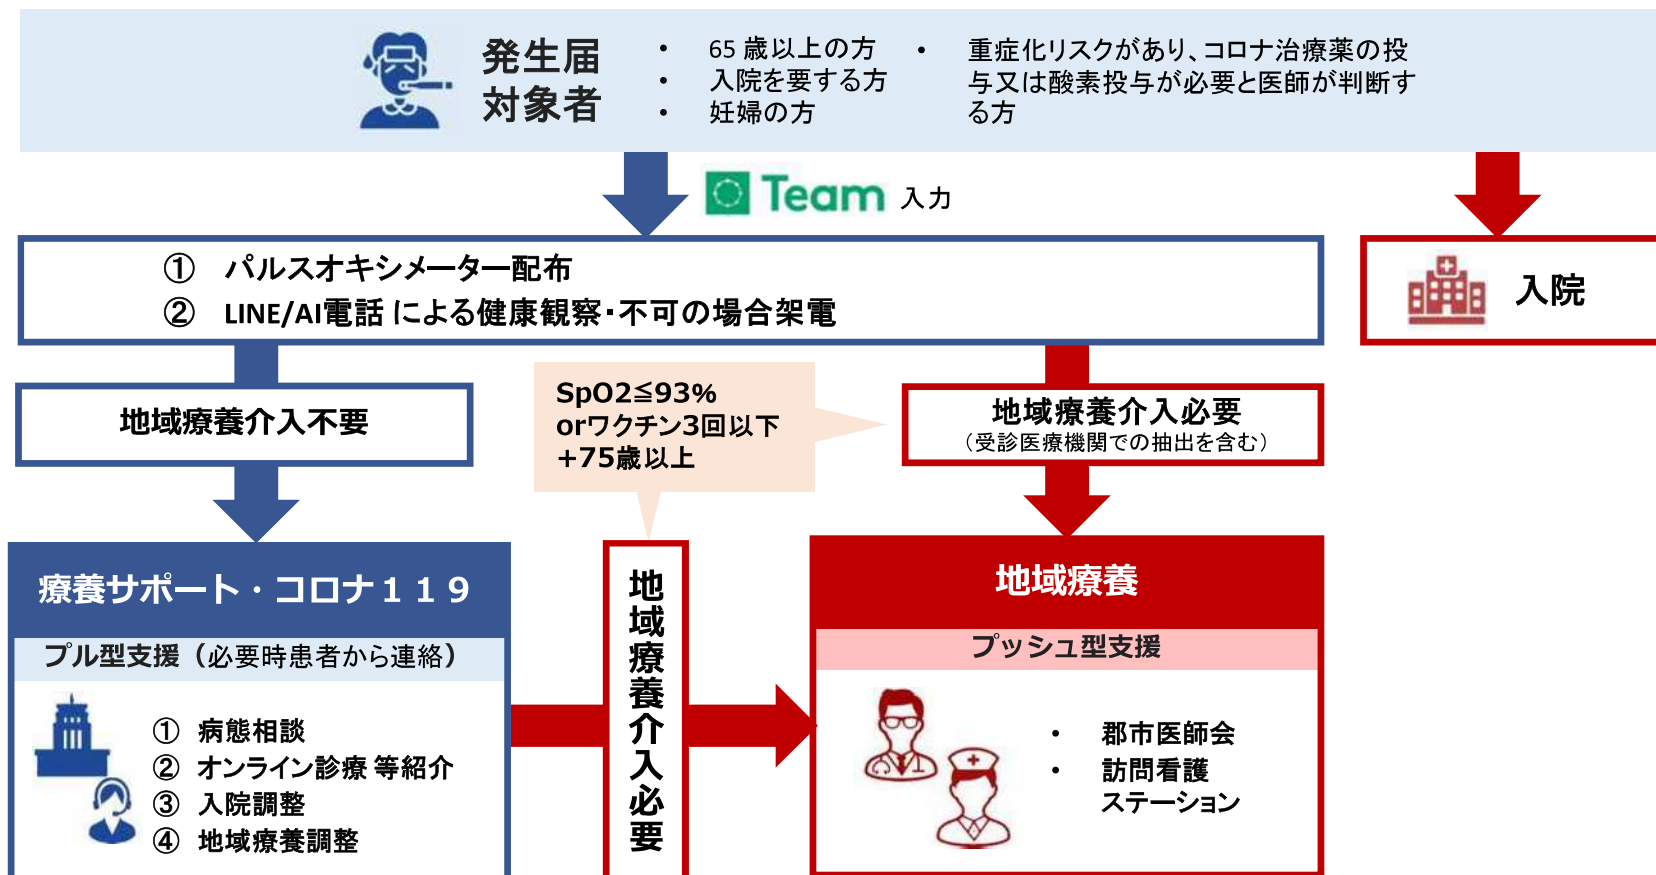 発生届
対象者
• 65 歳以上の方
• 入院を要する方
• 妊婦の方
• 重症化リスクがあり、コロナ治療薬の投
与又は酸素投与が必要と医師が判断す
る方
Team 入力
① パルスオキシメーター配布
② LINE/AI電話 による健康観察・不可の場合架電
入院
地域療養介入不要
SpO2≦93%
orワクチン3回以下
+75歳以上
地域療養介入必要
（受診医療機関での抽出を含む）
療養サポート・コロナ１１９
プル型支援（必要時患者から連絡）
① 病態相談
② オンライン診療 等紹介
③ 入院調整
④ 地域療養調整
地域療養介入必要
地域療養
プッシュ型支援
• 郡市医師会
• 訪問看護
ステーション